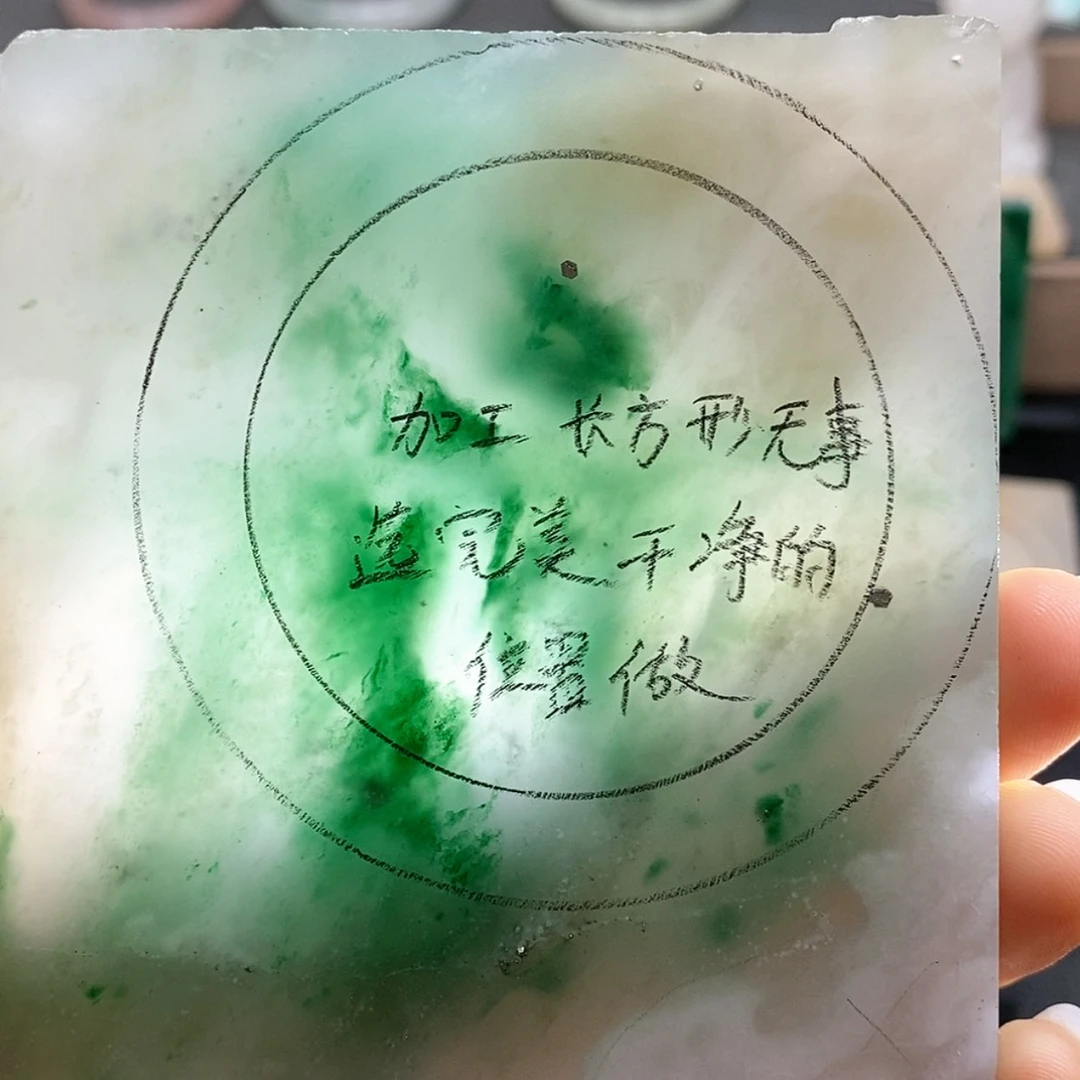 加工 长方形无事
选完美干净的
位置做